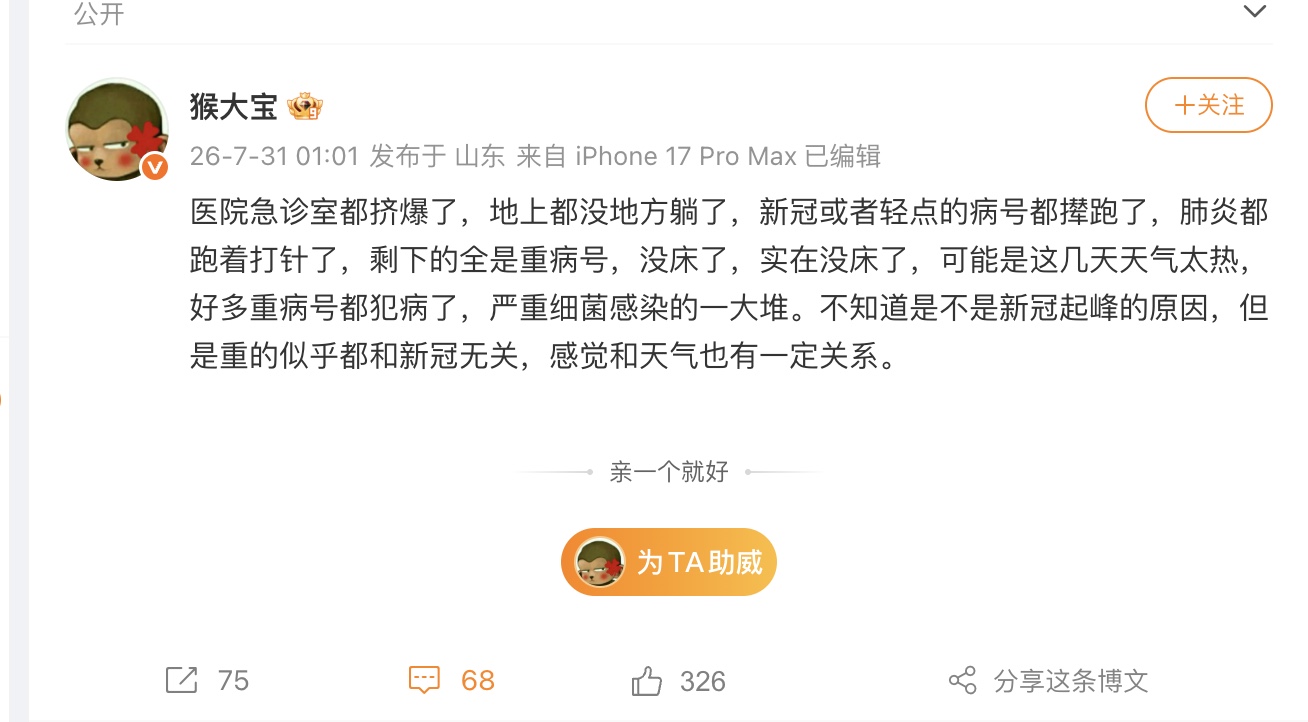 公开
猴大宝
+关注
26-7-31 01:01 发布于 山东 来自 iPhone 17 Pro Max 已编辑
医院急诊室都挤爆了，地上都没地方躺了，新冠或者轻点的病号都撵跑了，肺炎都
跑着打针了，剩下的全是重病号，没床了，实在没床了，可能是这几天天气太热，
好多重病号都犯病了，严重细菌感染的一大堆。不知道是不是新冠起峰的原因，但
是重的似乎都和新冠无关，感觉和天气也有一定关系。
亲一个就好
为TA助威
75
68
326
分享这条博文